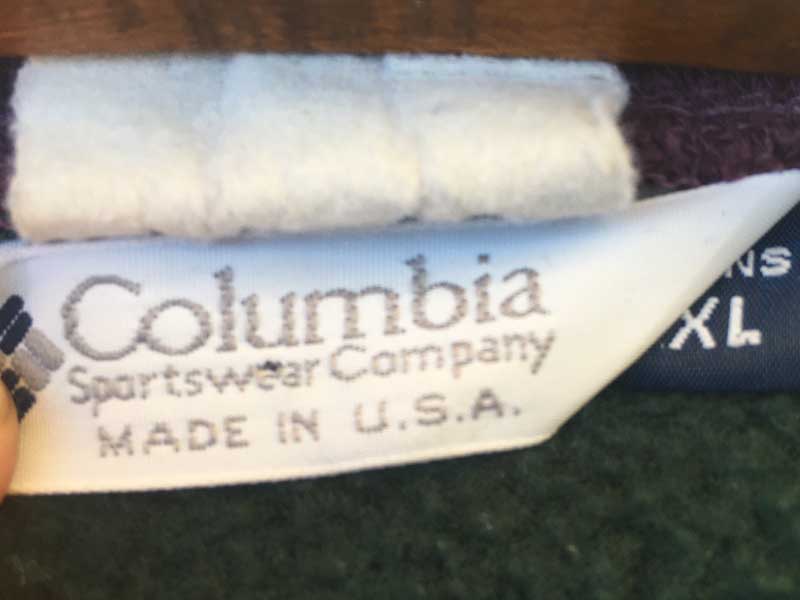 Columbia
Sportswear Company
MADE IN U.S.A.
XL